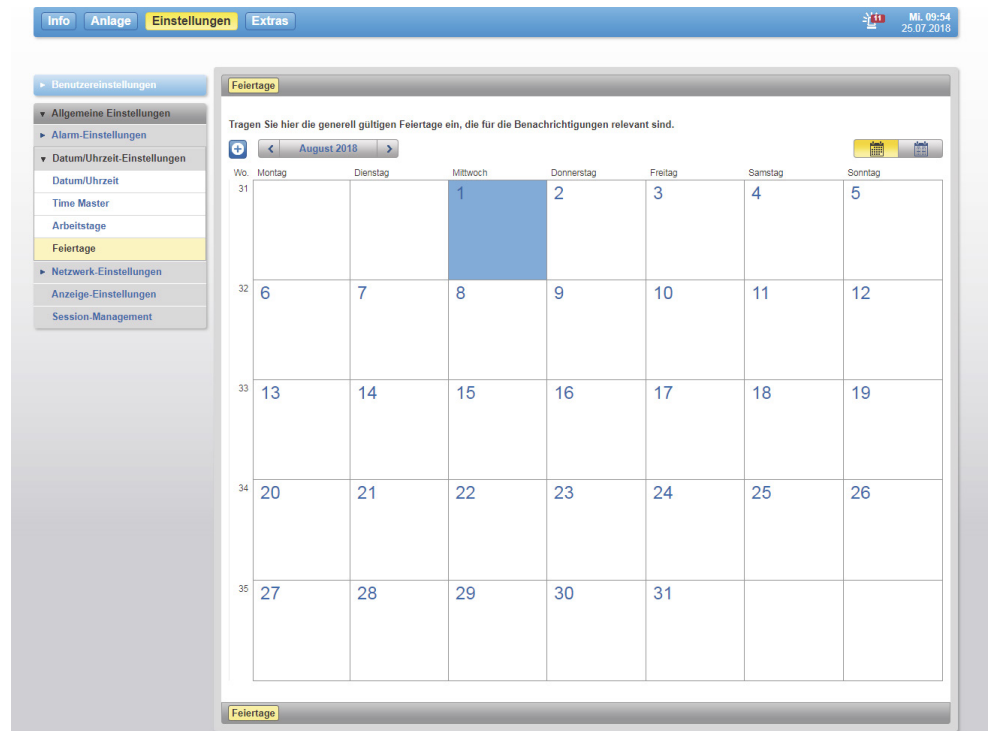 Info Anlage Einstellungen Extras 11 Mi. 09:54
25.07.2018
Benutzereinstellungen
Allgemeine Einstellungen
Alarm-Einstellungen
Datum/Uhrzeit-Einstellungen
Datum/Uhrzeit
Time Master
Arbeitstage
Feiertage
Netzwerk-Einstellungen
Anzeige-Einstellungen
Session-Management
Feiertage
Tragen Sie hier die generell gültigen Feiertage ein, die für die Benachrichtigungen relevant sind.
August 2018
Wo. Montag Dienstag Mittwoch Donnerstag Freitag Samstag Sonntag
31 1 2 3 4 5
32 6 7 8 9 10 11 12
33 13 14 15 16 17 18 19
34 20 21 22 23 24 25 26
35 27 28 29 30 31
Feiertage